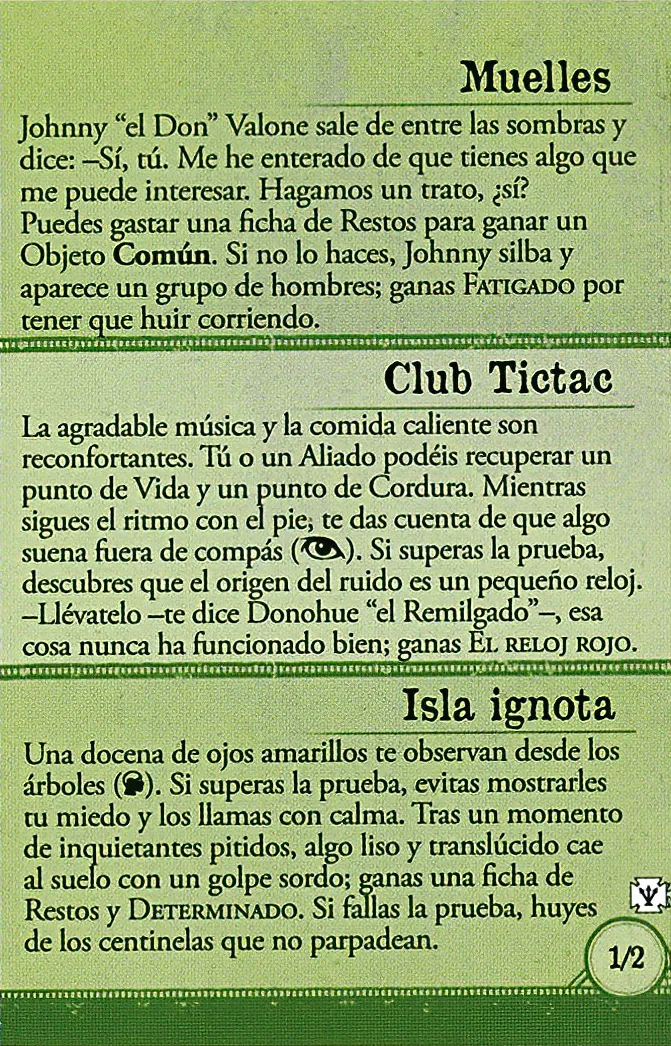 Muelles
Johnny “el Don” Valone sale de entre las sombras y
dice: –Sí, tú. Me he enterado de que tienes algo que
me puede interesar. Hagamos un trato, ¿sí?
Puedes gastar una ficha de Restos para ganar un
Objeto Común. Si no lo haces, Johnny silba y
aparece un grupo de hombres; ganas FATIGADO por
tener que huir corriendo.
Club Tictac
La agradable música y la comida caliente son
reconfortantes. Tú o un Aliado podéis recuperar un
punto de Vida y un punto de Cordura. Mientras
sigues el ritmo con el pie, te das cuenta de que algo
suena fuera de compás (). Si superas la prueba,
descubres que el origen del ruido es un pequeño reloj.
–Llévatelo –te dice Donohue “el Remilgado”–, esa
cosa nunca ha funcionado bien; ganas EL RELOJ ROJO.
Isla ignota
Una docena de ojos amarillos te observan desde los
árboles (). Si superas la prueba, evitas mostrarles
tu miedo y los llamas con calma. Tras un momento
de inquietantes pitidos, algo liso y translúcido cae
al suelo con un golpe sordo; ganas una ficha de
Restos y DETERMINADO. Si fallas la prueba, huyes
de los centinelas que no parpadean.
1/2